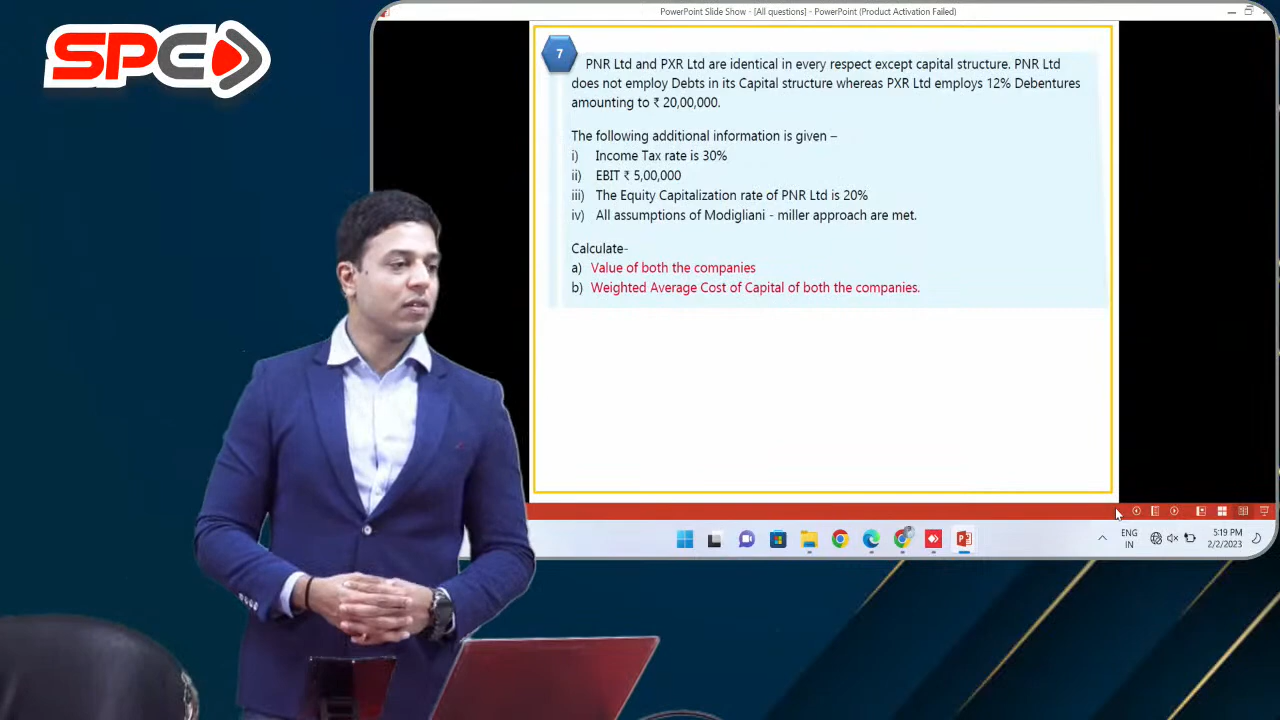 PowerPoint Slide Show - [All questions] - PowerPoint (Product Activation Failed)
SPC
7
PNR Ltd and PXR Ltd are identical in every respect except capital structure. PNR Ltd
does not employ Debts in its Capital structure whereas PXR Ltd employs 12% Debentures
amounting to ₹ 20,00,000.
The following additional information is given –
i) Income Tax rate is 30%
ii) EBIT ₹ 5,00,000
iii) The Equity Capitalization rate of PNR Ltd is 20%
iv) All assumptions of Modigliani - miller approach are met.
Calculate-
a) Value of both the companies
b) Weighted Average Cost of Capital of both the companies.
ENG
IN
5:19 PM
2/2/2023